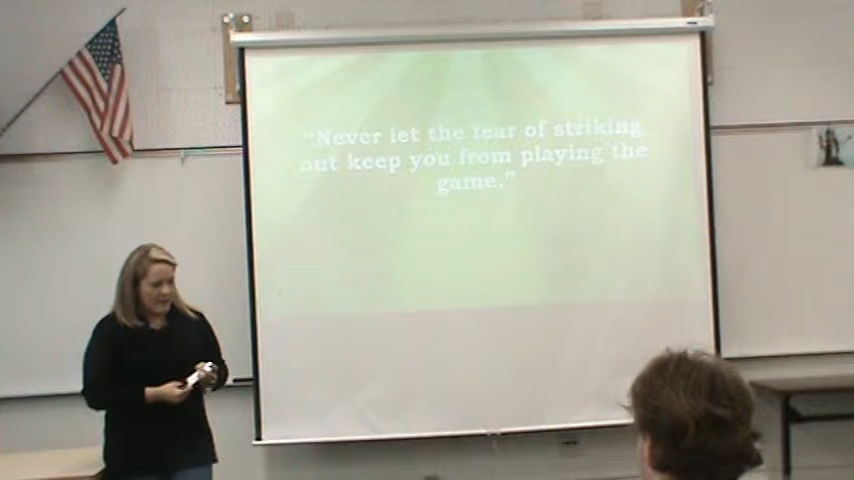 "Never let the fear of striking
out keep you from playing the
game."